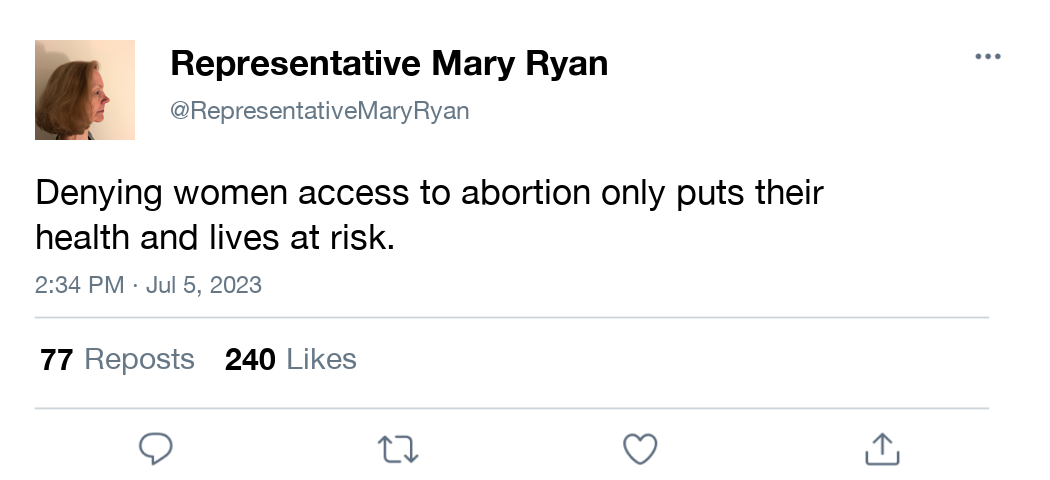 Representative Mary Ryan
@RepresentativeMaryRyan
Denying women access to abortion only puts their
health and lives at risk.
2:34 PM · Jul 5, 2023
77 Reposts 240 Likes